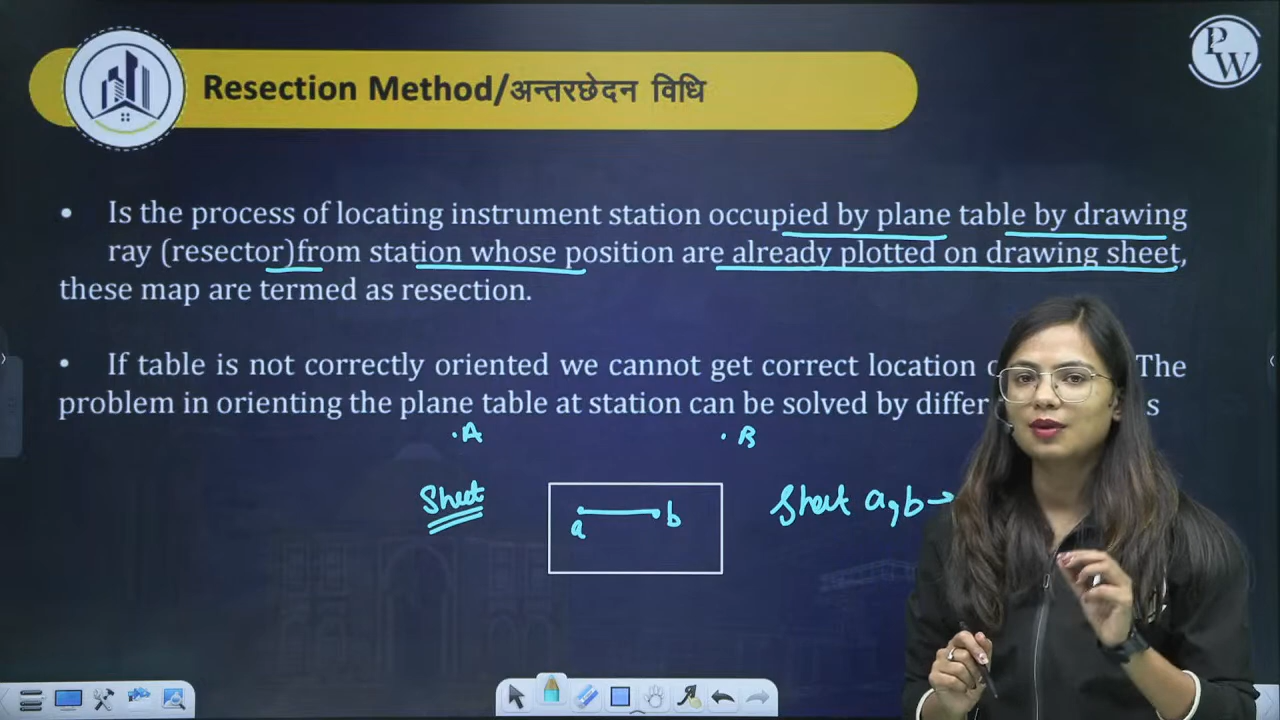 PW
Resection Method/अन्तरछेदन विधि
• Is the process of locating instrument station occupied by plane table by drawing
ray (resector)from station whose position are already plotted on drawing sheet,
these map are termed as resection.
• If table is not correctly oriented we cannot get correct location The
problem in orienting the plane table at station can be solved by
.A .B
Sheet
a b
Sheet a, b →